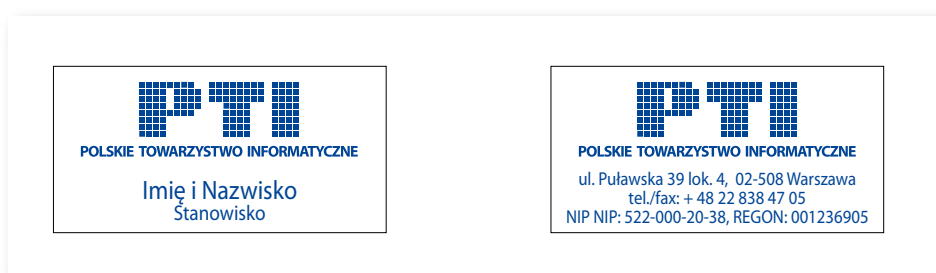 PTI
POLSKIE TOWARZYSTWO INFORMATYCZNE
Imię i Nazwisko
Stanowisko
PTI
POLSKIE TOWARZYSTWO INFORMATYCZNE
ul. Puławska 39 lok. 4, 02-508 Warszawa
tel./fax: + 48 22 838 47 05
NIP NIP: 522-000-20-38, REGON: 001236905